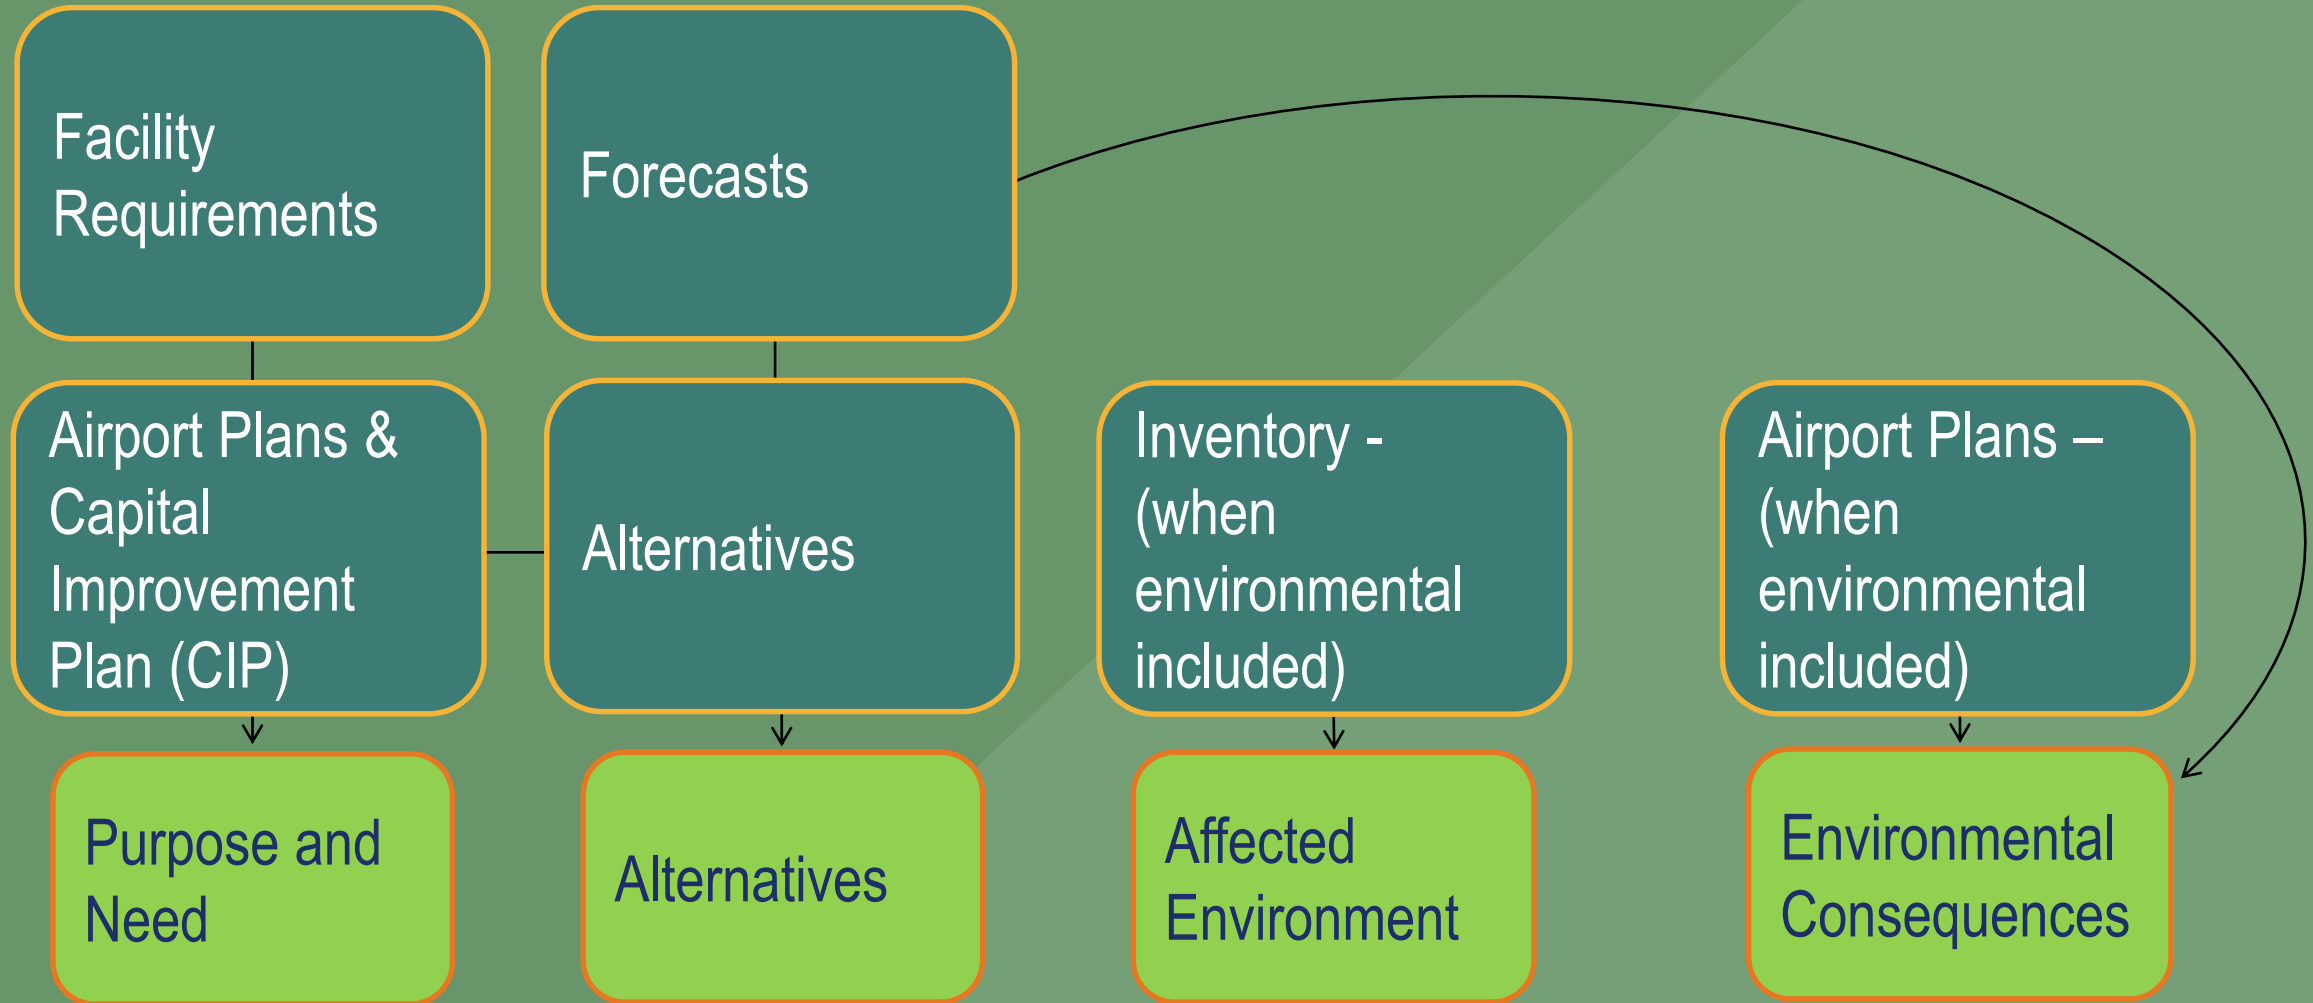 Facility
Requirements
Forecasts
Airport Plans &
Capital
Improvement
Plan (CIP)
Alternatives
Inventory -
(when
environmental
included)
Airport Plans –
(when
environmental
included)
Purpose and
Need
Alternatives
Affected
Environment
Environmental
Consequences